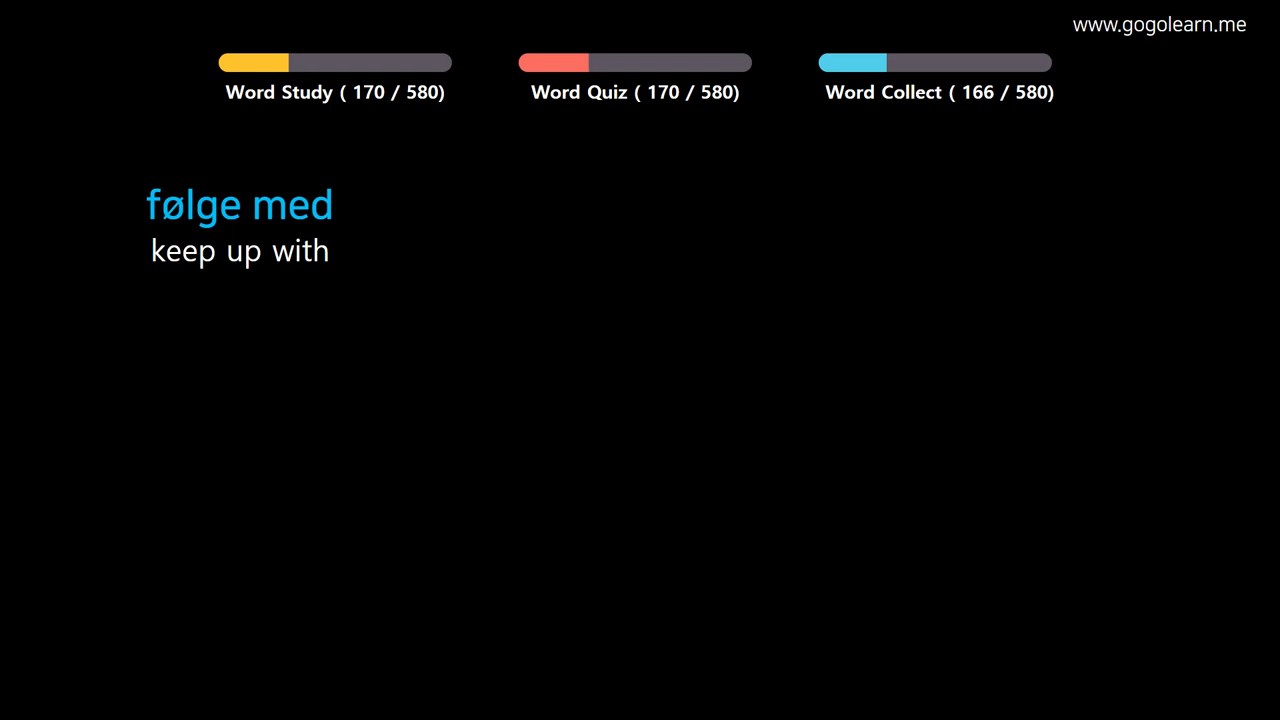 www.gogolearn.me
Word Study ( 170 / 580)
Word Quiz ( 170 / 580)
Word Collect ( 166 / 580)
følge med
keep up with